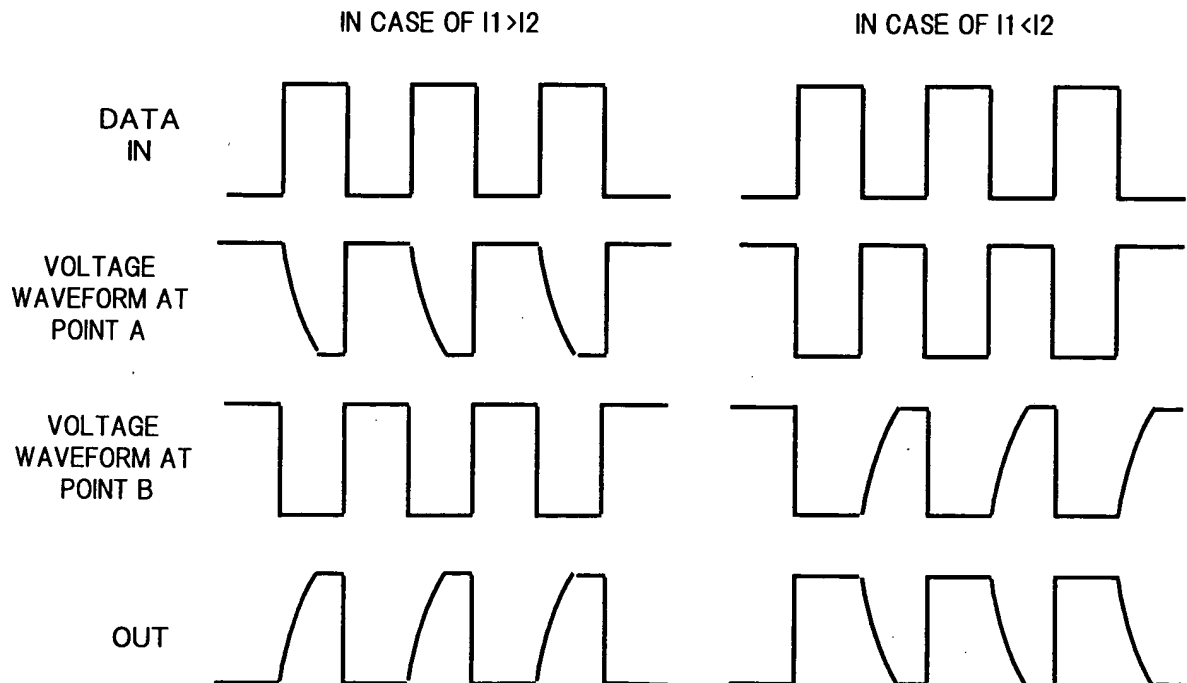 IN CASE OF I1>I2
IN CASE OF I1<I2
DATA
IN
VOLTAGE
WAVEFORM AT
POINT A
VOLTAGE
WAVEFORM AT
POINT B
OUT